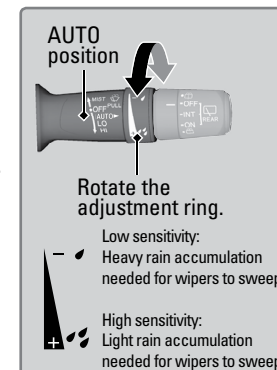 AUTO
position
MIST
OFF PULL
AUTO
LO
HI
OFF
INT
ON
REAR
Rotate the
adjustment ring.
Low sensitivity:
− Heavy rain accumulation
needed for wipers to sweep
High sensitivity:
+ Light rain accumulation
needed for wipers to sweep